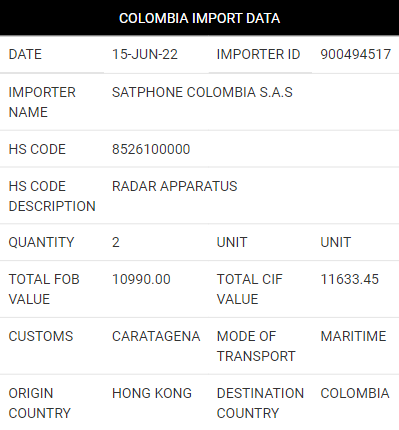 COLOMBIA IMPORT DATA
DATE 15-JUN-22 IMPORTER ID 900494517
IMPORTER NAME SATPHONE COLOMBIA S.A.S
HS CODE 8526100000
HS CODE DESCRIPTION RADAR APPARATUS
QUANTITY 2 UNIT UNIT
TOTAL FOB VALUE 10990.00 TOTAL CIF VALUE 11633.45
CUSTOMS CARATAGENA MODE OF TRANSPORT MARITIME
ORIGIN COUNTRY HONG KONG DESTINATION COUNTRY COLOMBIA